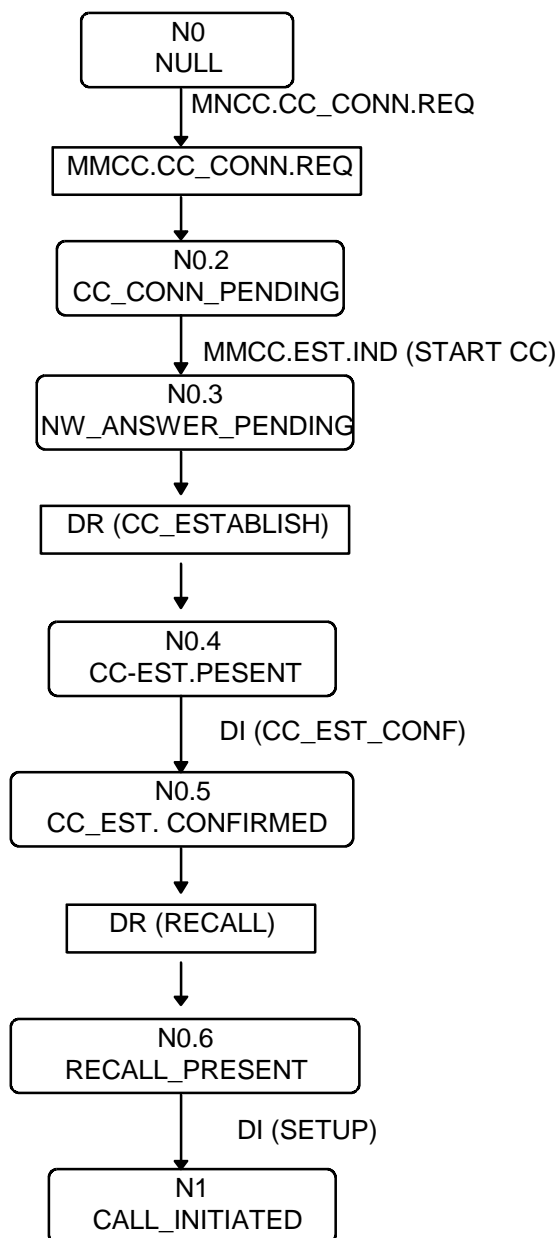 N0
NULL
MNCC.CC_CONN.REQ
MMCC.CC_CONN.REQ
N0.2
CC_CONN_PENDING
MMCC.EST.IND (START CC)
N0.3
NW_ANSWER_PENDING
DR (CC_ESTABLISH)
N0.4
CC-EST.PESENT
DI (CC_EST_CONF)
N0.5
CC_EST. CONFIRMED
DR (RECALL)
N0.6
RECALL_PRESENT
DI (SETUP)
N1
CALL_INITIATED